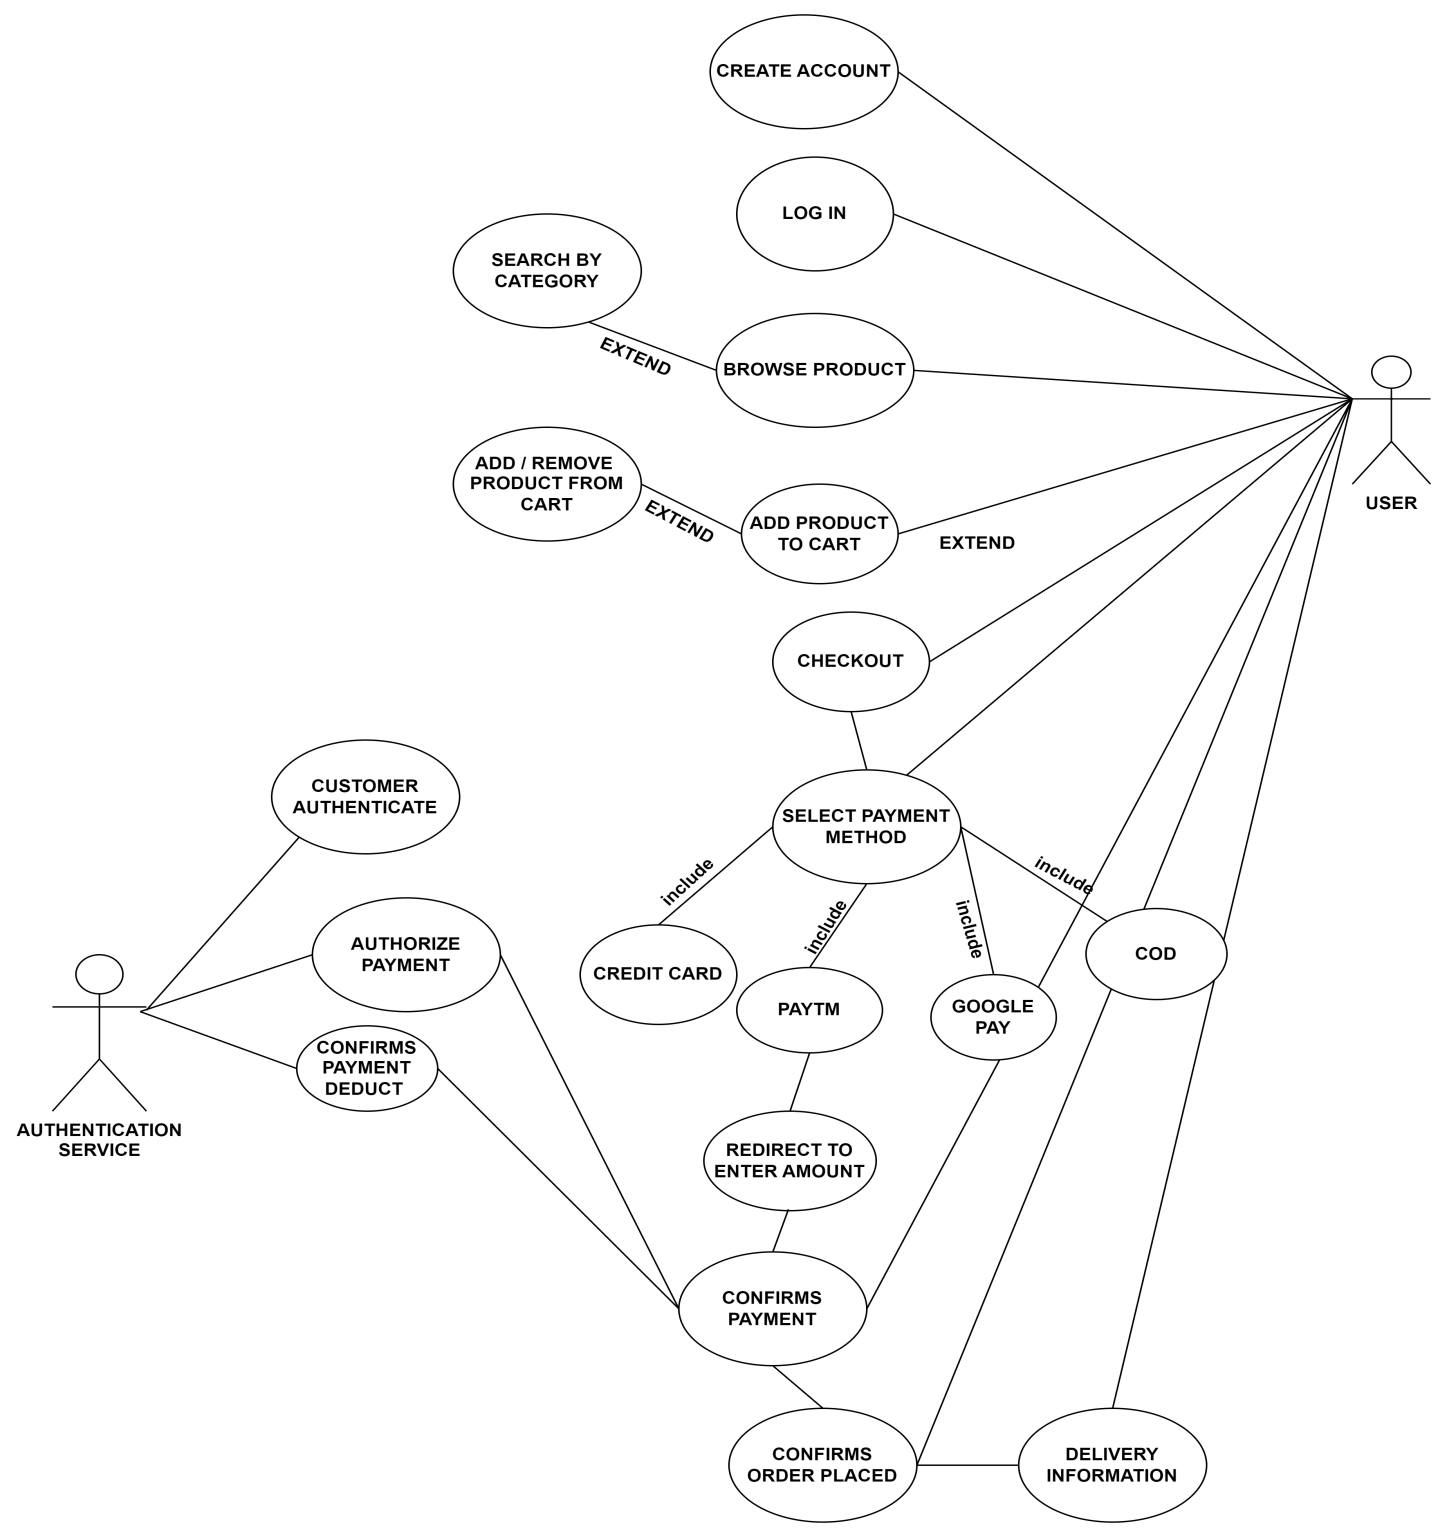 CREATE ACCOUNT
LOG IN
SEARCH BY
CATEGORY
EXTEND
BROWSE PRODUCT
ADD / REMOVE
PRODUCT FROM
CART
EXTEND
ADD PRODUCT
TO CART
EXTEND
USER
CHECKOUT
CUSTOMER
AUTHENTICATE
SELECT PAYMENT
METHOD
include
include
include
include
AUTHORIZE
PAYMENT
CREDIT CARD
PAYTM
GOOGLE
PAY
COD
CONFIRMS
PAYMENT
DEDUCT
AUTHENTICATION
SERVICE
REDIRECT TO
ENTER AMOUNT
CONFIRMS
PAYMENT
CONFIRMS
ORDER PLACED
DELIVERY
INFORMATION